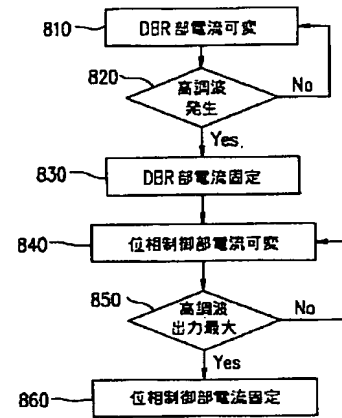 810
DBR部電流可変
820
高調波
発生
No
Yes.
830
DBR部電流固定
840
位相制御部電流可変
850
高調波
出力最大
No
Yes
860
位相制御部電流固定